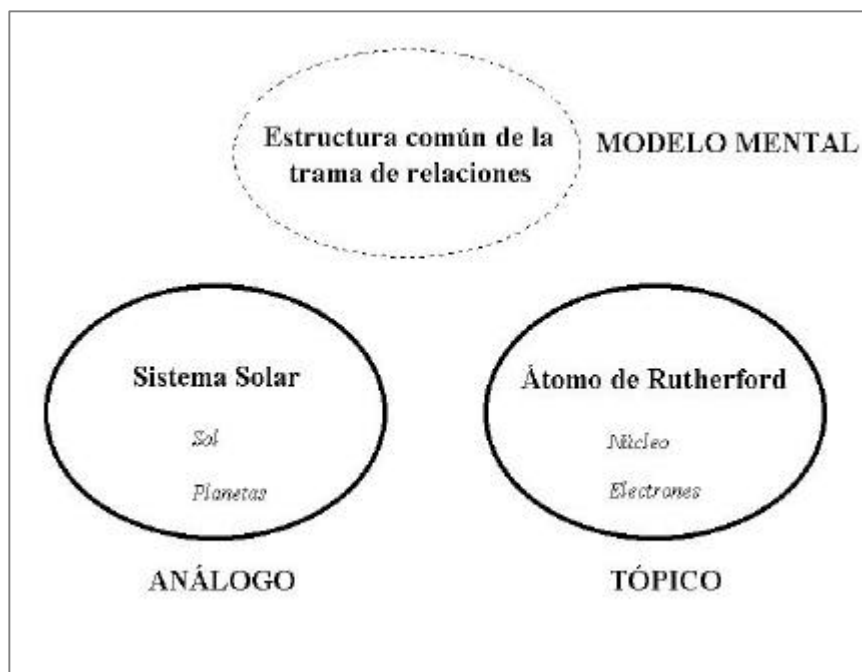 Estructura común de la
trama de relaciones
MODELO MENTAL
Sistema Solar
Sol
Planetas
ANÁLOGO
Átomo de Rutherford
Núcleo
Electrones
TÓPICO